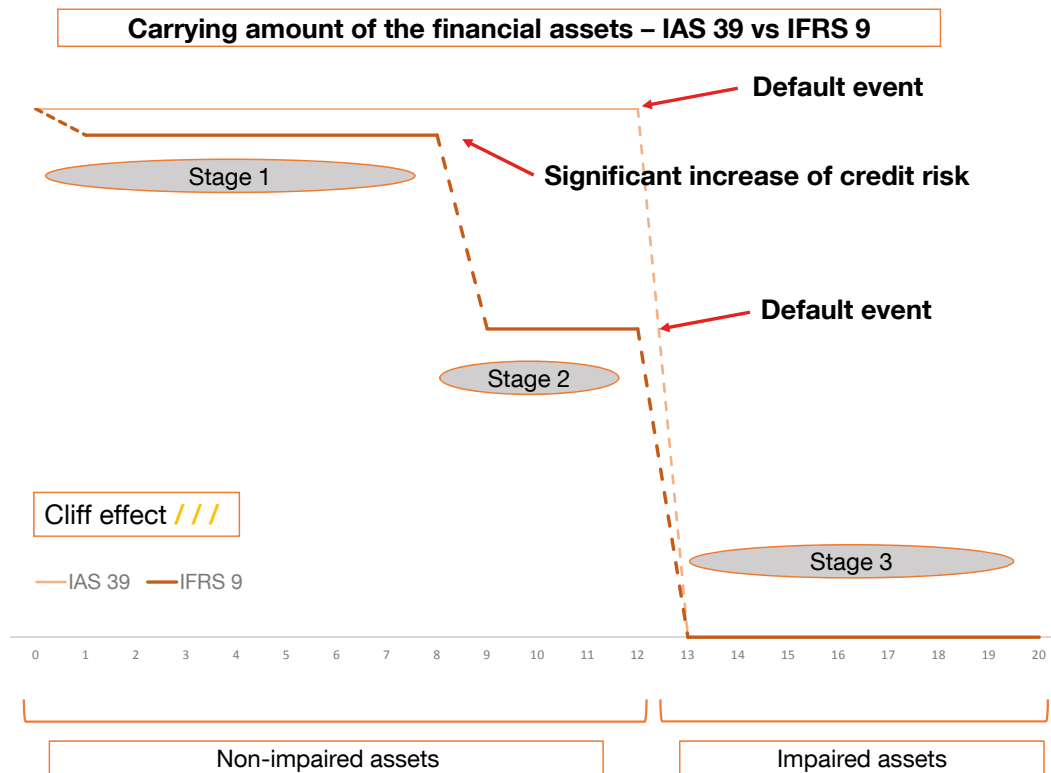 Carrying amount of the financial assets – IAS 39 vs IFRS 9
Default event
Stage 1
Significant increase of credit risk
Default event
Stage 2
Cliff effect / / /
Stage 3
IAS 39 IFRS 9
0 1 2 3 4 5 6 7 8 9 10 11 12 13 14 15 16 17 18 19 20
Non-impaired assets Impaired assets